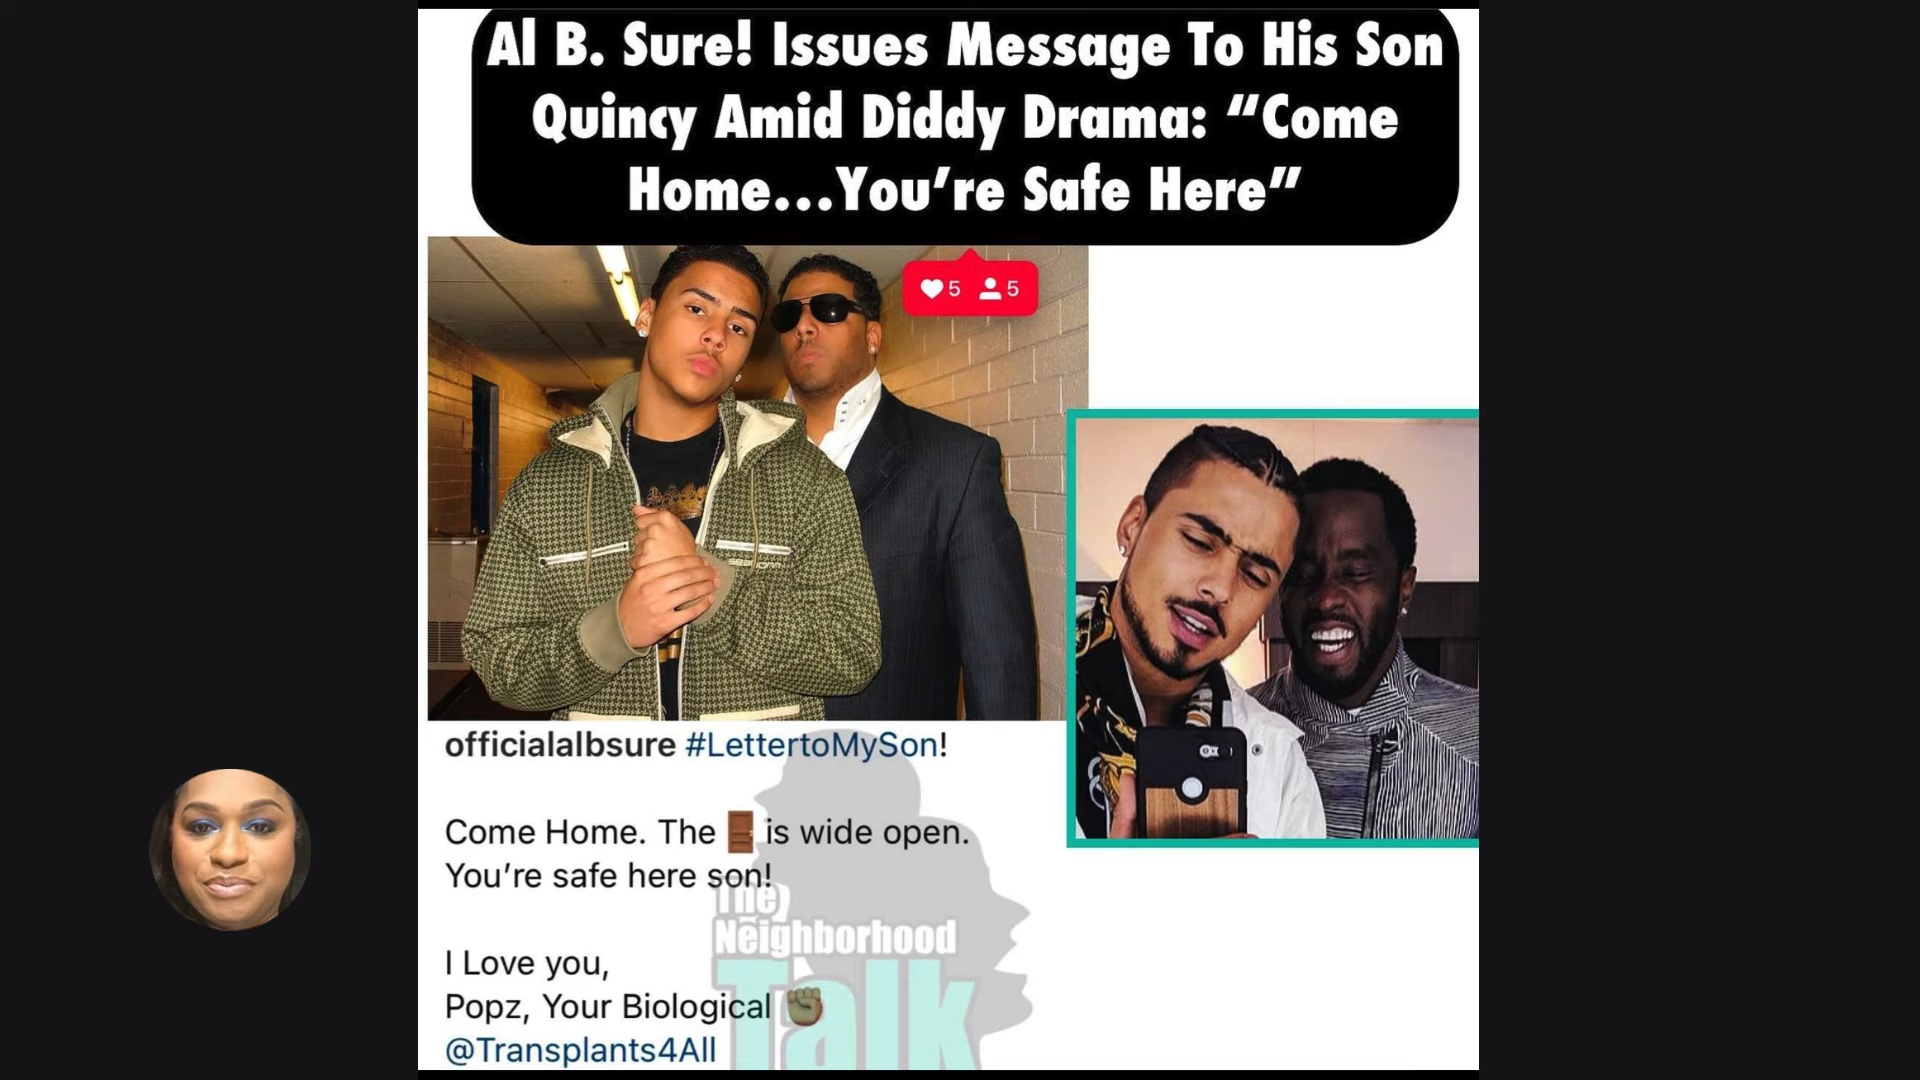 Al B. Sure! Issues Message To His Son
Quincy Amid Diddy Drama: “Come
Home...You’re Safe Here”
5 5
officialalbsure #LettertoMySon!
Come Home. The 🚪 is wide open.
You’re safe here son!
I Love you,
Popz, Your Biological ✊🏾
@Transplants4All
The
Neighborhood
Talk